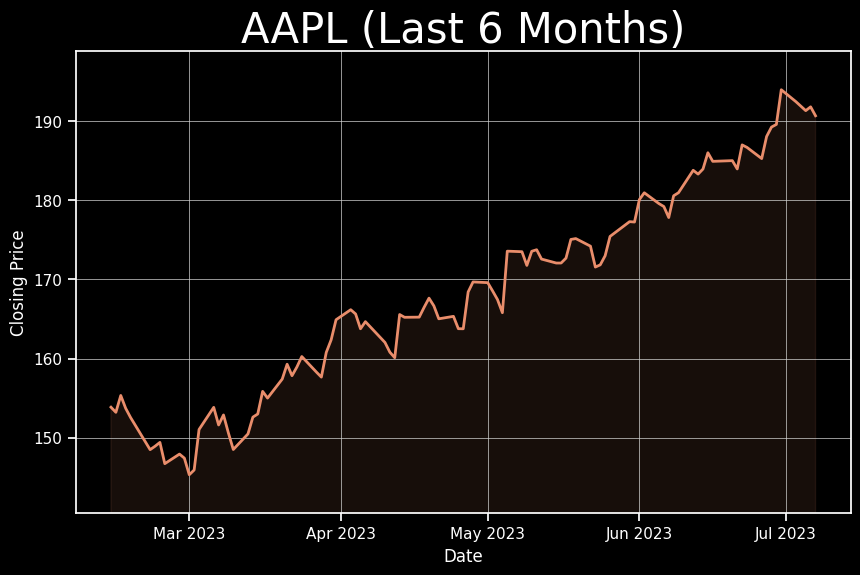 AAPL (Last 6 Months)
Closing Price
190
180
170
160
150
Mar 2023 Apr 2023 May 2023 Jun 2023 Jul 2023
Date